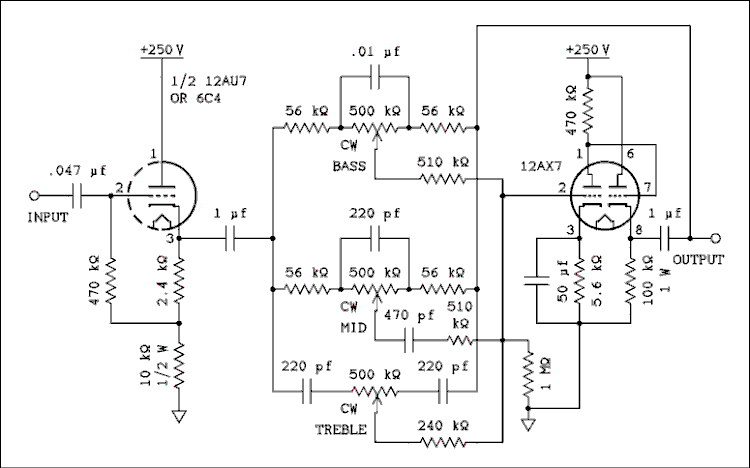 +250 V
.01 µf
+250 V
1/2 12AU7
OR 6C4
56 kΩ
500 kΩ
56 kΩ
470 kΩ
CW
BASS
510 kΩ
12AX7
1
6
1
.047 µf
2
2
7
INPUT
3
1 µf
220 pf
3
8
1 µf
OUTPUT
470 kΩ
2.4 kΩ
56 kΩ
500 kΩ
56 kΩ
50 µf
5.6 kΩ
100 kΩ
1 W
CW
MID
470 pf
510
kΩ
10 kΩ
1/2 W
220 pf
500 kΩ
220 pf
1 MΩ
CW
TREBLE
240 kΩ